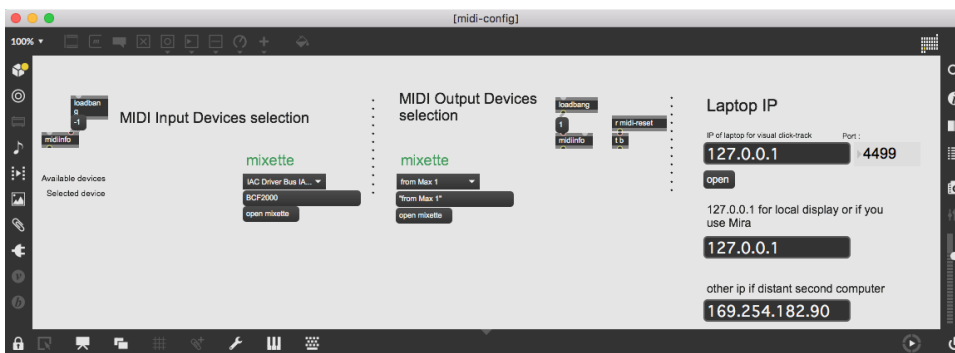 [midi-config]
100%
loadban
g
-1
midiinfo
MIDI Input Devices selection
Available devices
Selected device
mixette
IAC Driver Bus IA...
BCF2000
open mixette
MIDI Output Devices
selection
mixette
from Max 1
"from Max 1"
open mixette
loadbang
1
midiinfo
r midi-reset
t b
Laptop IP
IP of laptop for visual click-track
Port :
127.0.0.1
4499
open
127.0.0.1 for local display or if you
use Mira
127.0.0.1
other ip if distant second computer
169.254.182.90